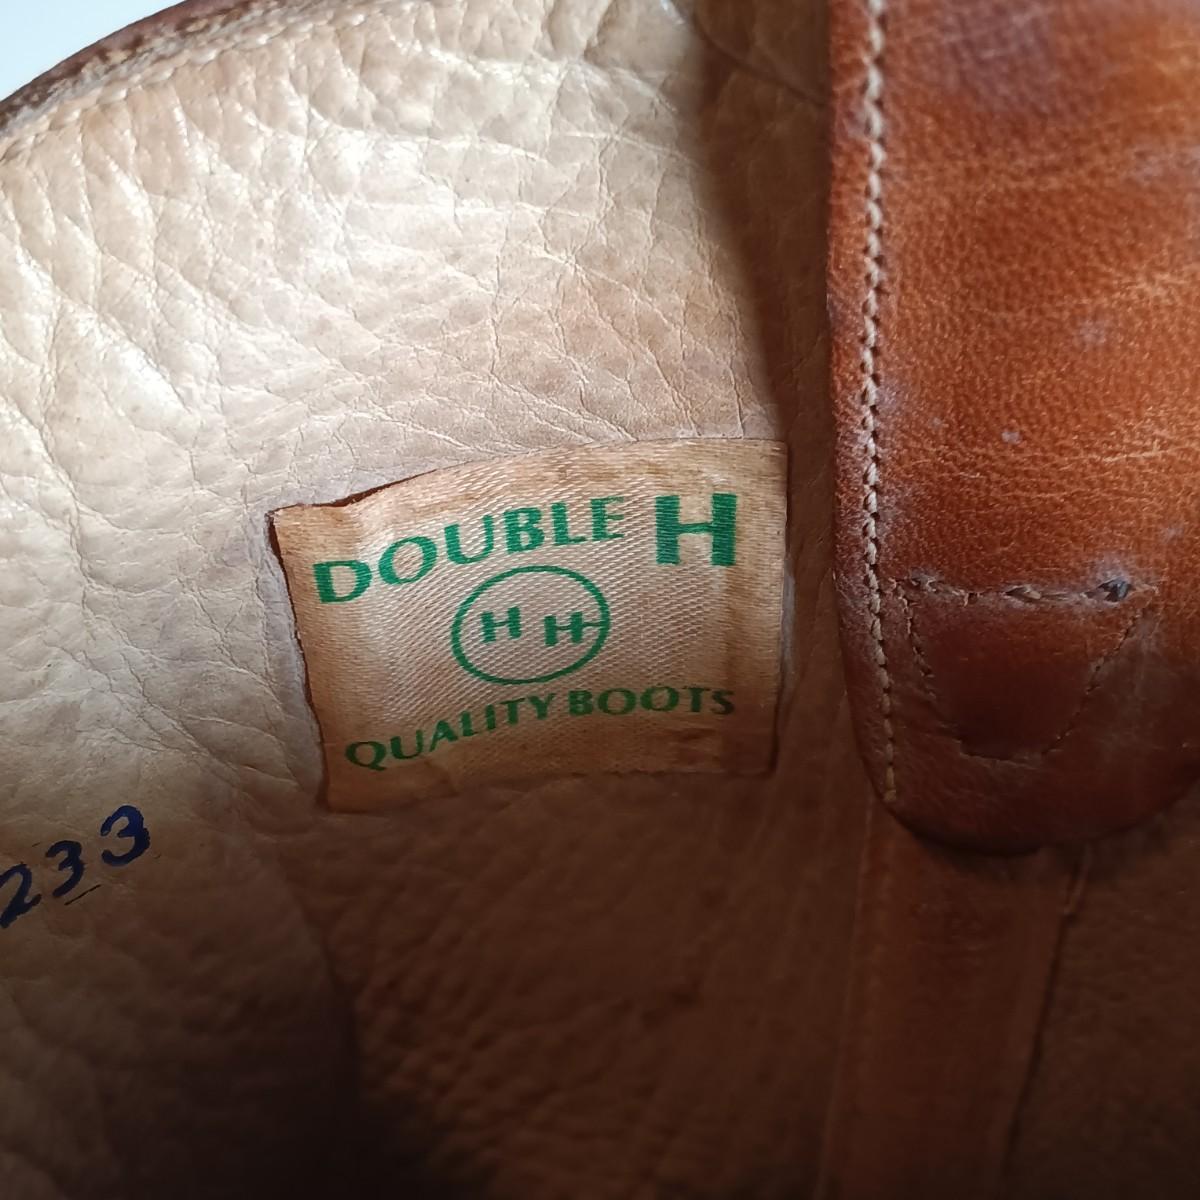 DOUBLE H
H H
QUALITY BOOTS
233